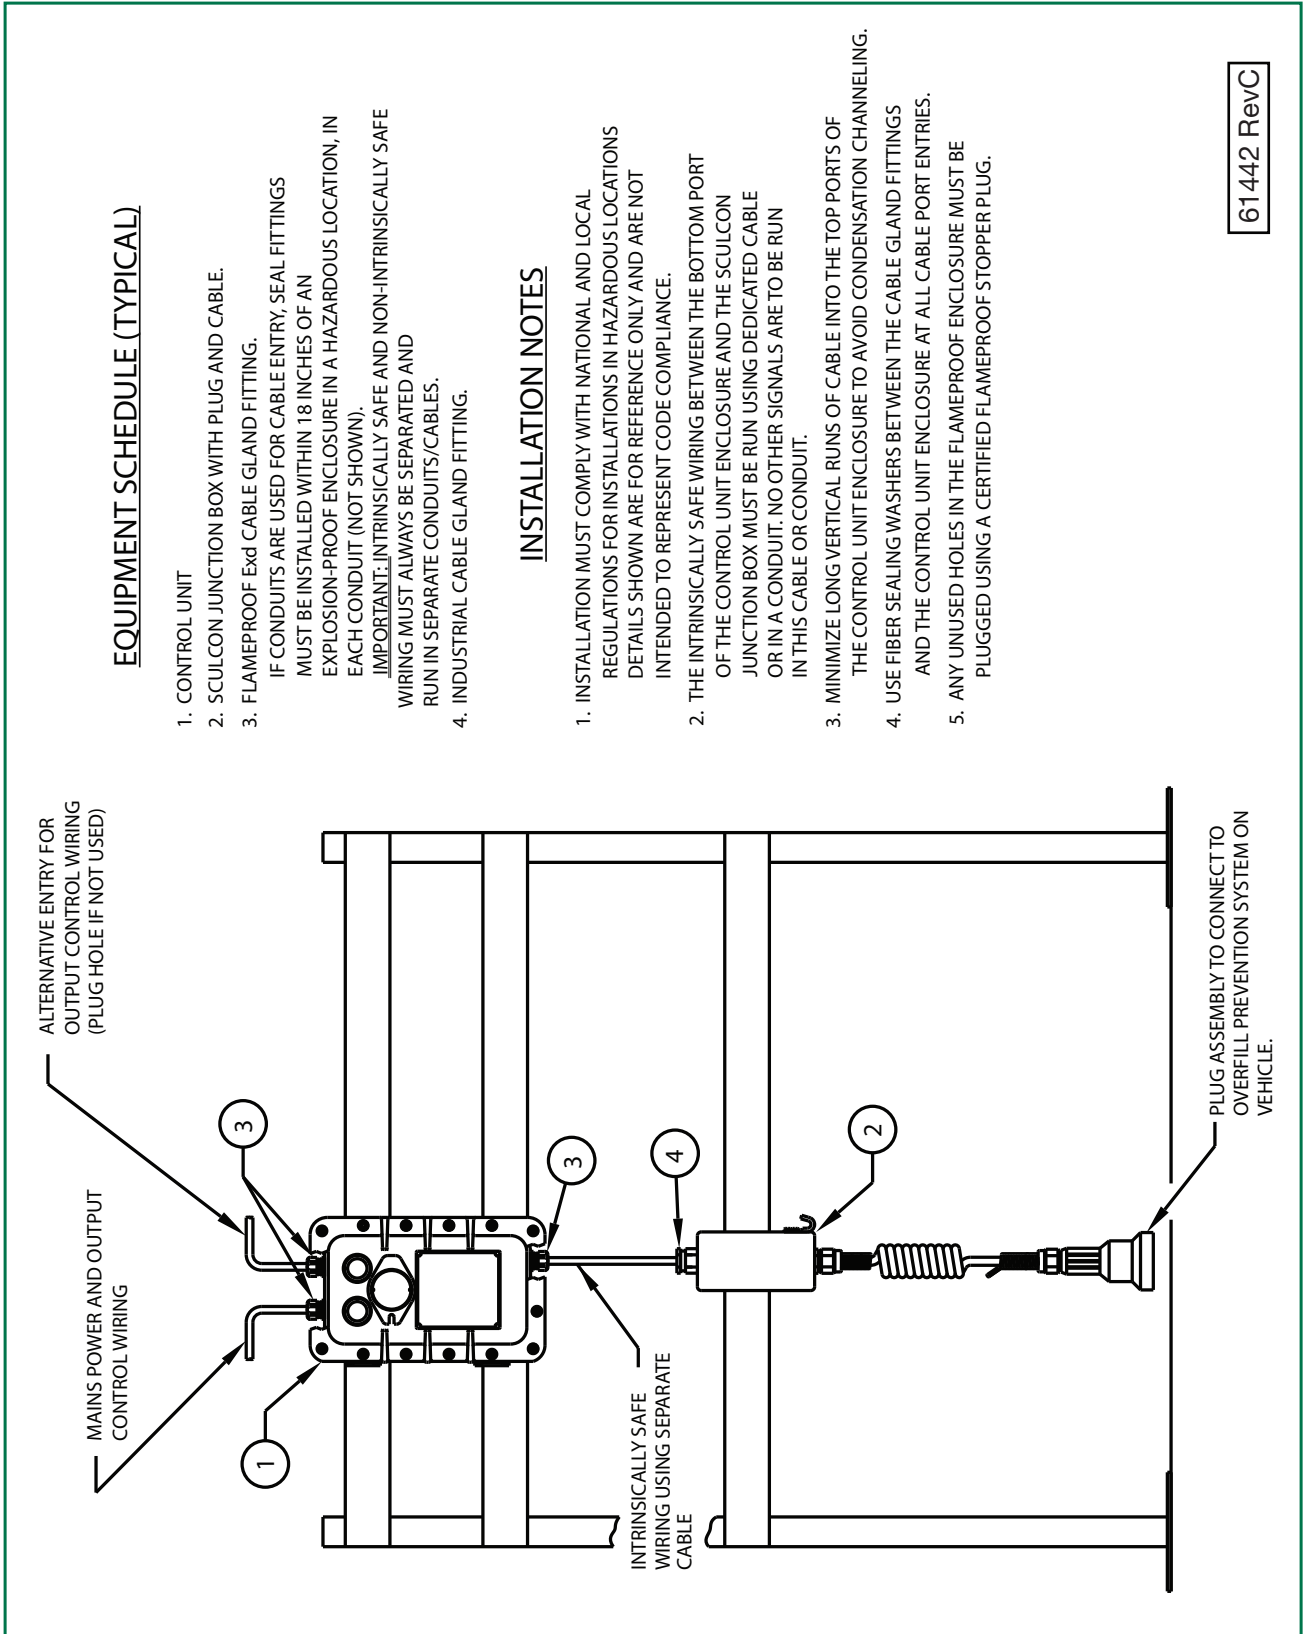 ALTERNATIVE ENTRY FOR
OUTPUT CONTROL WIRING
(PLUG HOLE IF NOT USED)
MAINS POWER AND OUTPUT
CONTROL WIRING
3
1
3
4
2
INTRINSICALLY SAFE
WIRING USING SEPARATE
CABLE
PLUG ASSEMBLY TO CONNECT TO
OVERFILL PREVENTION SYSTEM ON
VEHICLE.
EQUIPMENT SCHEDULE (TYPICAL)
1. CONTROL UNIT
2. SCULCON JUNCTION BOX WITH PLUG AND CABLE.
3. FLAMEPROOF Exd CABLE GLAND FITTING.
IF CONDUITS ARE USED FOR CABLE ENTRY, SEAL FITTINGS
MUST BE INSTALLED WITHIN 18 INCHES OF AN
EXPLOSION-PROOF ENCLOSURE IN A HAZARDOUS LOCATION, IN
EACH CONDUIT (NOT SHOWN).
IMPORTANT: INTRINSICALLY SAFE AND NON-INTRINSICALLY SAFE
WIRING MUST ALWAYS BE SEPARATED AND
RUN IN SEPARATE CONDUITS/CABLES.
4. INDUSTRIAL CABLE GLAND FITTING.
INSTALLATION NOTES
1. INSTALLATION MUST COMPLY WITH NATIONAL AND LOCAL
REGULATIONS FOR INSTALLATIONS IN HAZARDOUS LOCATIONS
DETAILS SHOWN ARE FOR REFERENCE ONLY AND ARE NOT
INTENDED TO REPRESENT CODE COMPLIANCE.
2. THE INTRINSICALLY SAFE WIRING BETWEEN THE BOTTOM PORT
OF THE CONTROL UNIT ENCLOSURE AND THE SCULCON
JUNCTION BOX MUST BE RUN USING DEDICATED CABLE
OR IN A CONDUIT. NO OTHER SIGNALS ARE TO BE RUN
IN THIS CABLE OR CONDUIT.
3. MINIMIZE LONG VERTICAL RUNS OF CABLE INTO THE TOP PORTS OF
THE CONTROL UNIT ENCLOSURE TO AVOID CONDENSATION CHANNELING.
4. USE FIBER SEALING WASHERS BETWEEN THE CABLE GLAND FITTINGS
AND THE CONTROL UNIT ENCLOSURE AT ALL CABLE PORT ENTRIES.
5. ANY UNUSED HOLES IN THE FLAMEPROOF ENCLOSURE MUST BE
PLUGGED USING A CERTIFIED FLAMEPROOF STOPPER PLUG.
61442 RevC